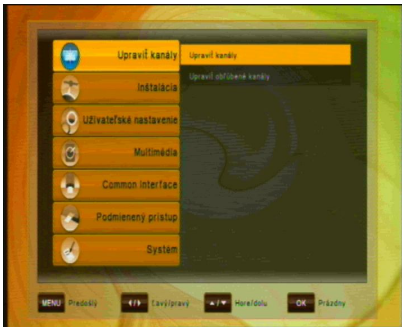 Upraviť kanály
Inštalácia
Užívateľské nastavenie
Multimédia
Common Interface
Podmienený prístup
Systém
Upraviť kanály
Upraviť obľúbené kanály
MENU Predošlý
◄/► Ľavý/pravý
▲/▼ Hore/dolu
OK Prázdny